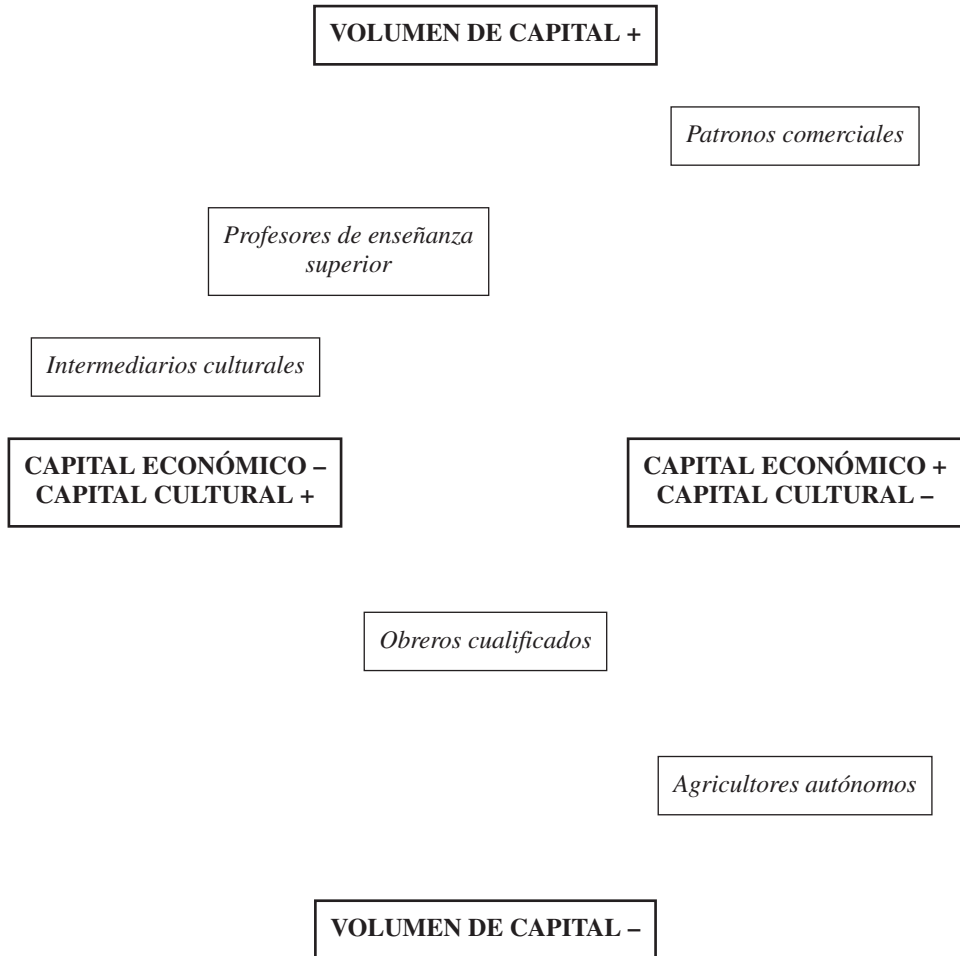 VOLUMEN DE CAPITAL +
Patronos comerciales
Profesores de enseñanza
superior
Intermediarios culturales
CAPITAL ECONÓMICO –
CAPITAL CULTURAL +
CAPITAL ECONÓMICO +
CAPITAL CULTURAL –
Obreros cualificados
Agricultores autónomos
VOLUMEN DE CAPITAL –